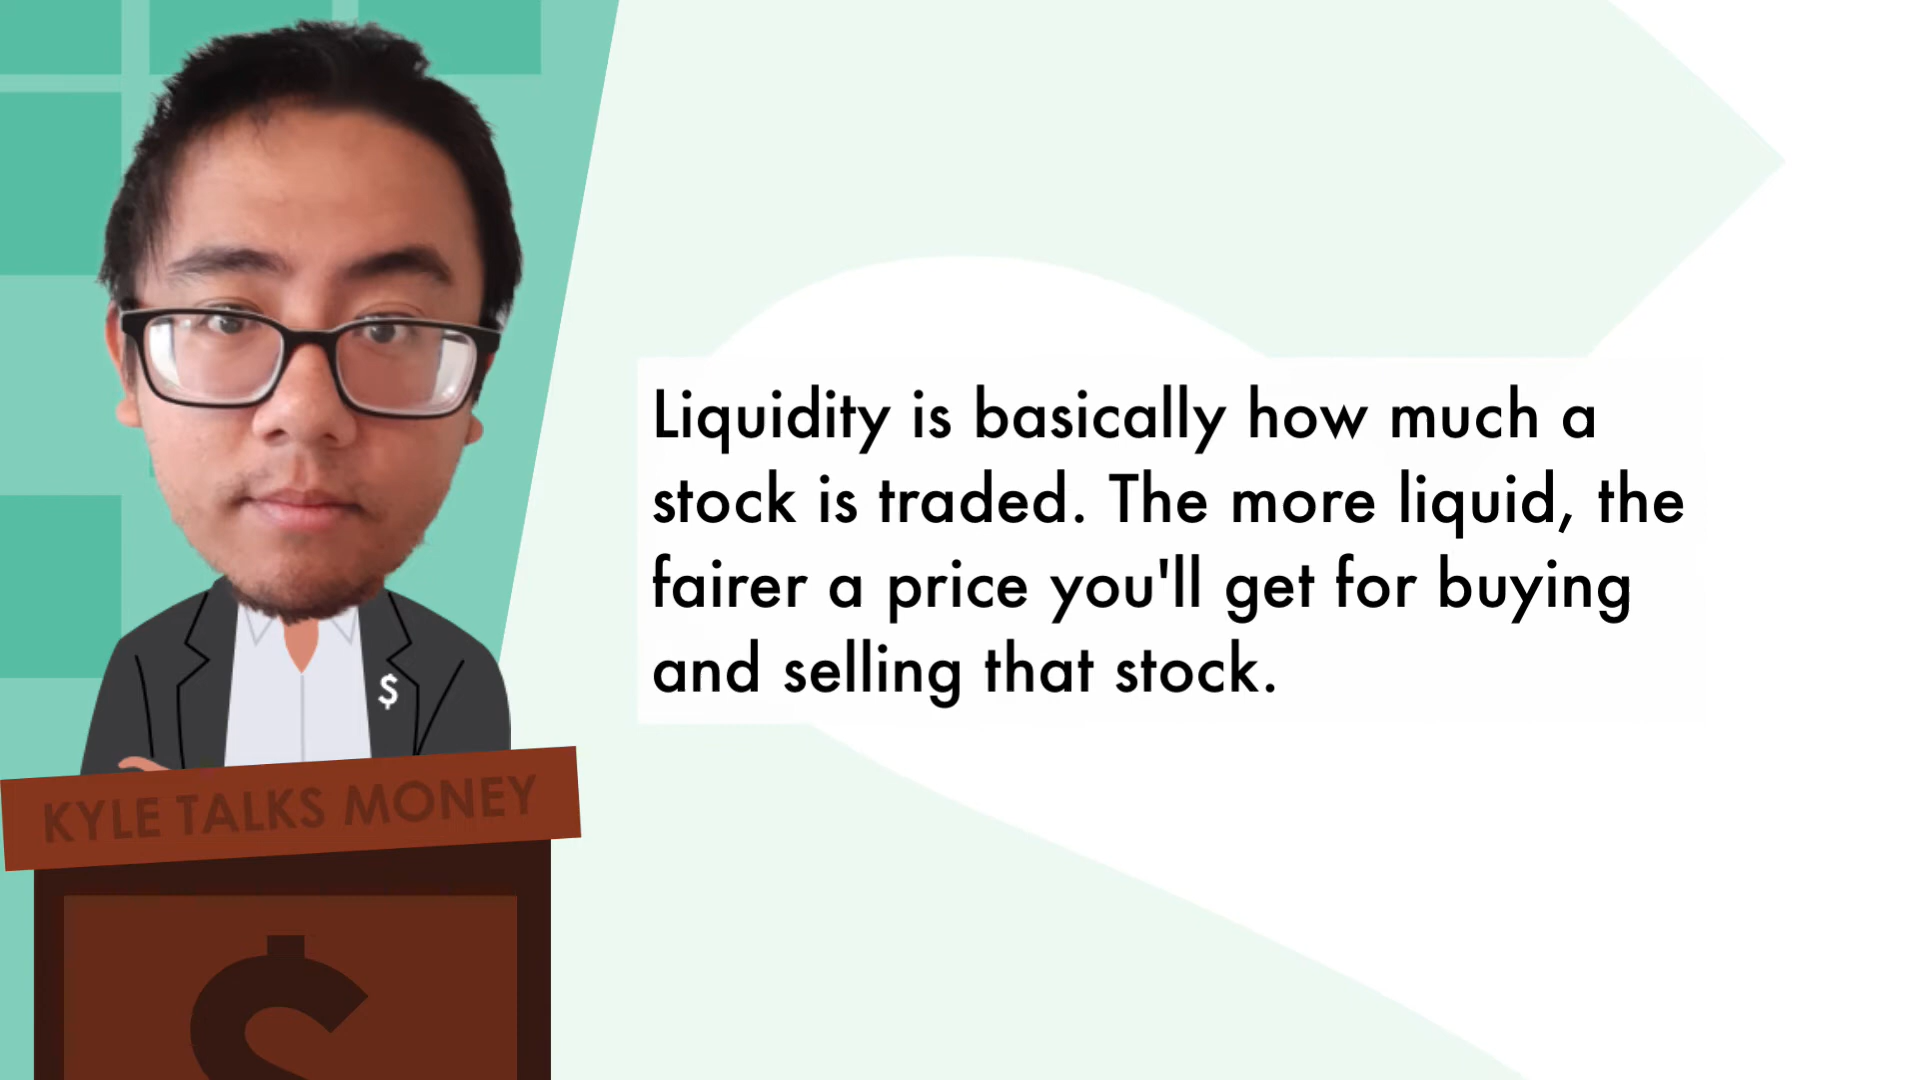 Liquidity is basically how much a
stock is traded. The more liquid, the
fairer a price you'll get for buying
and selling that stock.
$
KYLE TALKS MONEY
$